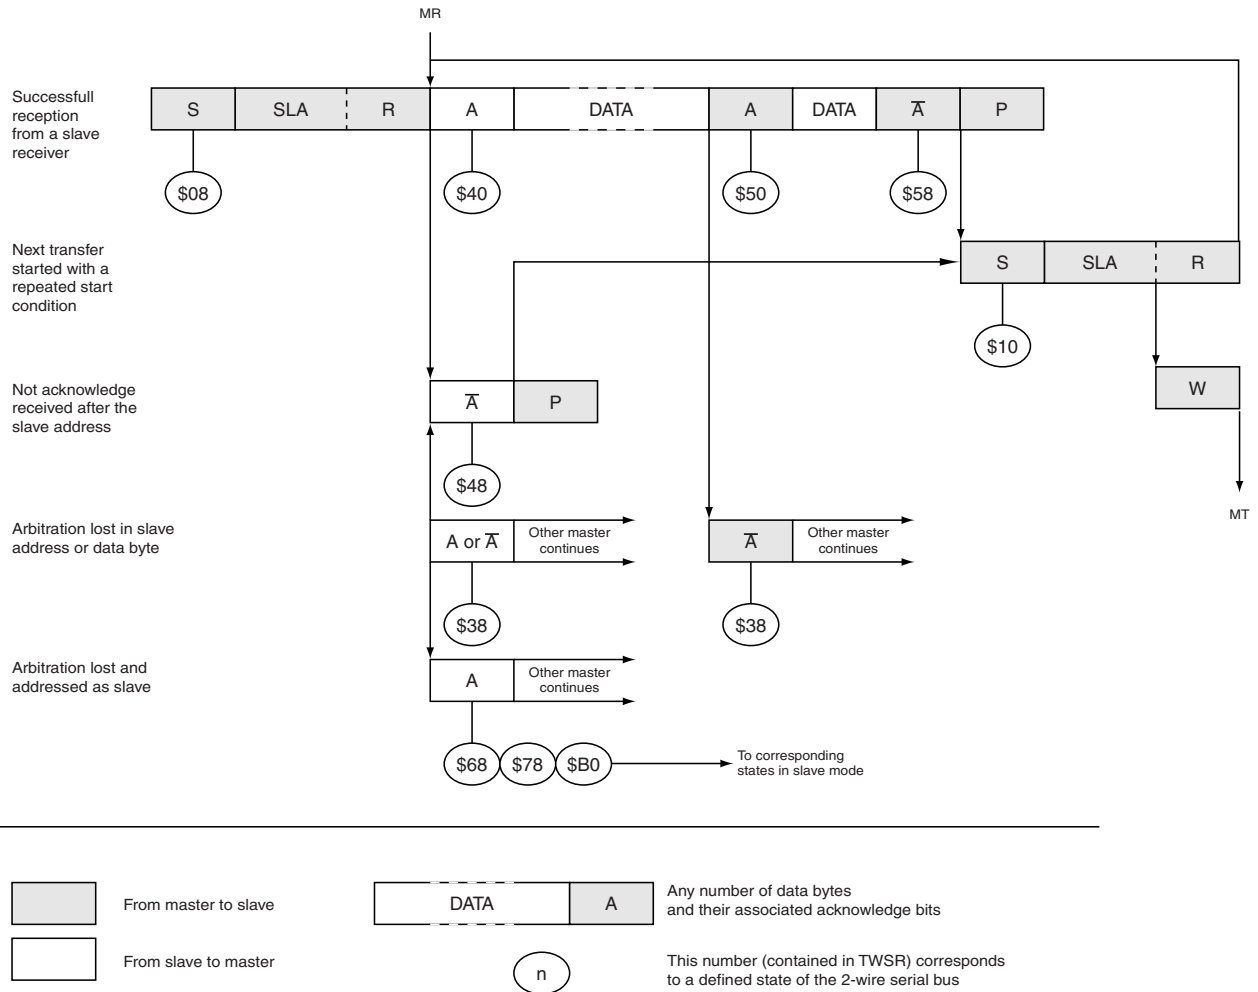 MR
Successfull
reception
from a slave
receiver
S SLA R A DATA A DATA A̅ P
$08 $40 $50 $58
Next transfer
started with a
repeated start
condition
S SLA R
$10
Not acknowledge
received after the
slave address
A̅ P
W
$48
MT
Arbitration lost in slave
address or data byte
A or A̅
Other master
continues
A̅
Other master
continues
$38 $38
Arbitration lost and
addressed as slave
A
Other master
continues
$68 $78 $B0
To corresponding
states in slave mode
From master to slave
DATA A
Any number of data bytes
and their associated acknowledge bits
From slave to master
n
This number (contained in TWSR) corresponds
to a defined state of the 2-wire serial bus